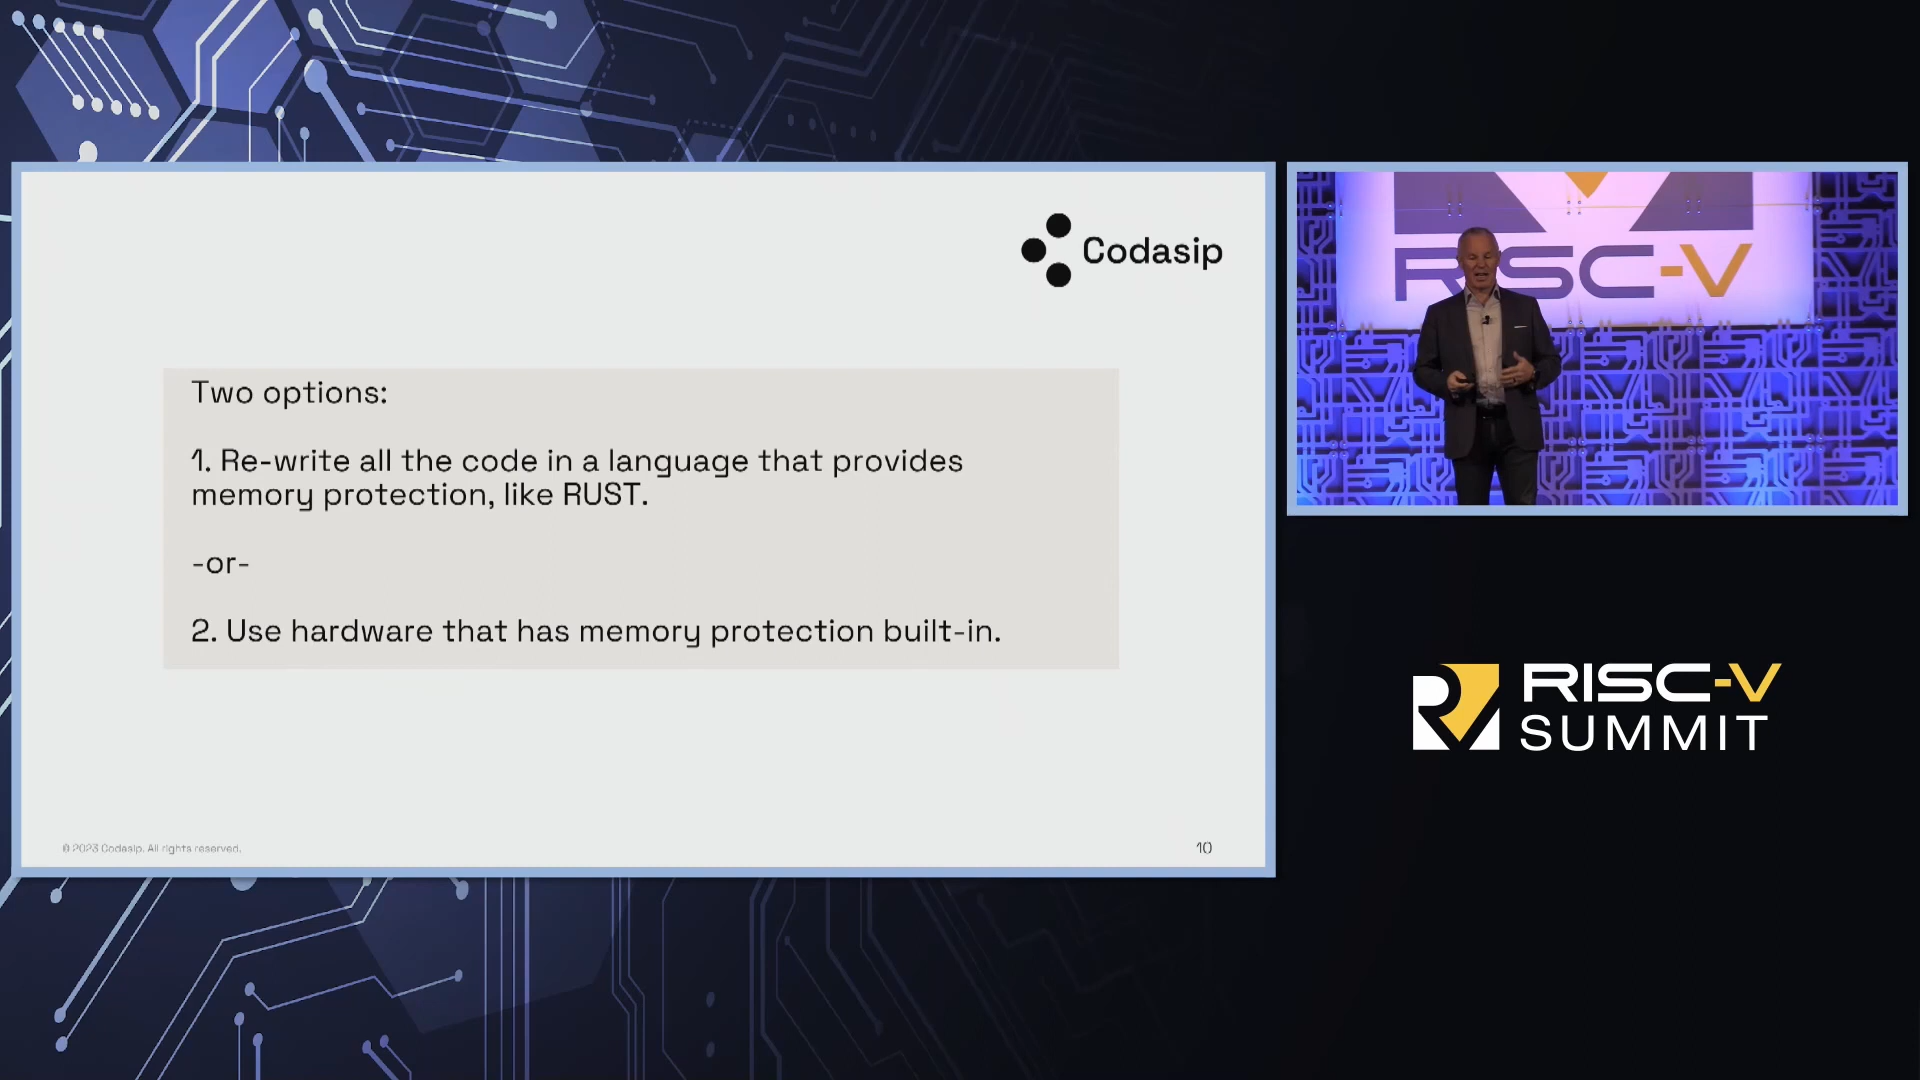 Codasip
Two options:
1. Re-write all the code in a language that provides
memory protection, like RUST.
-or-
2. Use hardware that has memory protection built-in.
© 2023 Codasip. All rights reserved.
10
RISC-V
RISC-V
SUMMIT